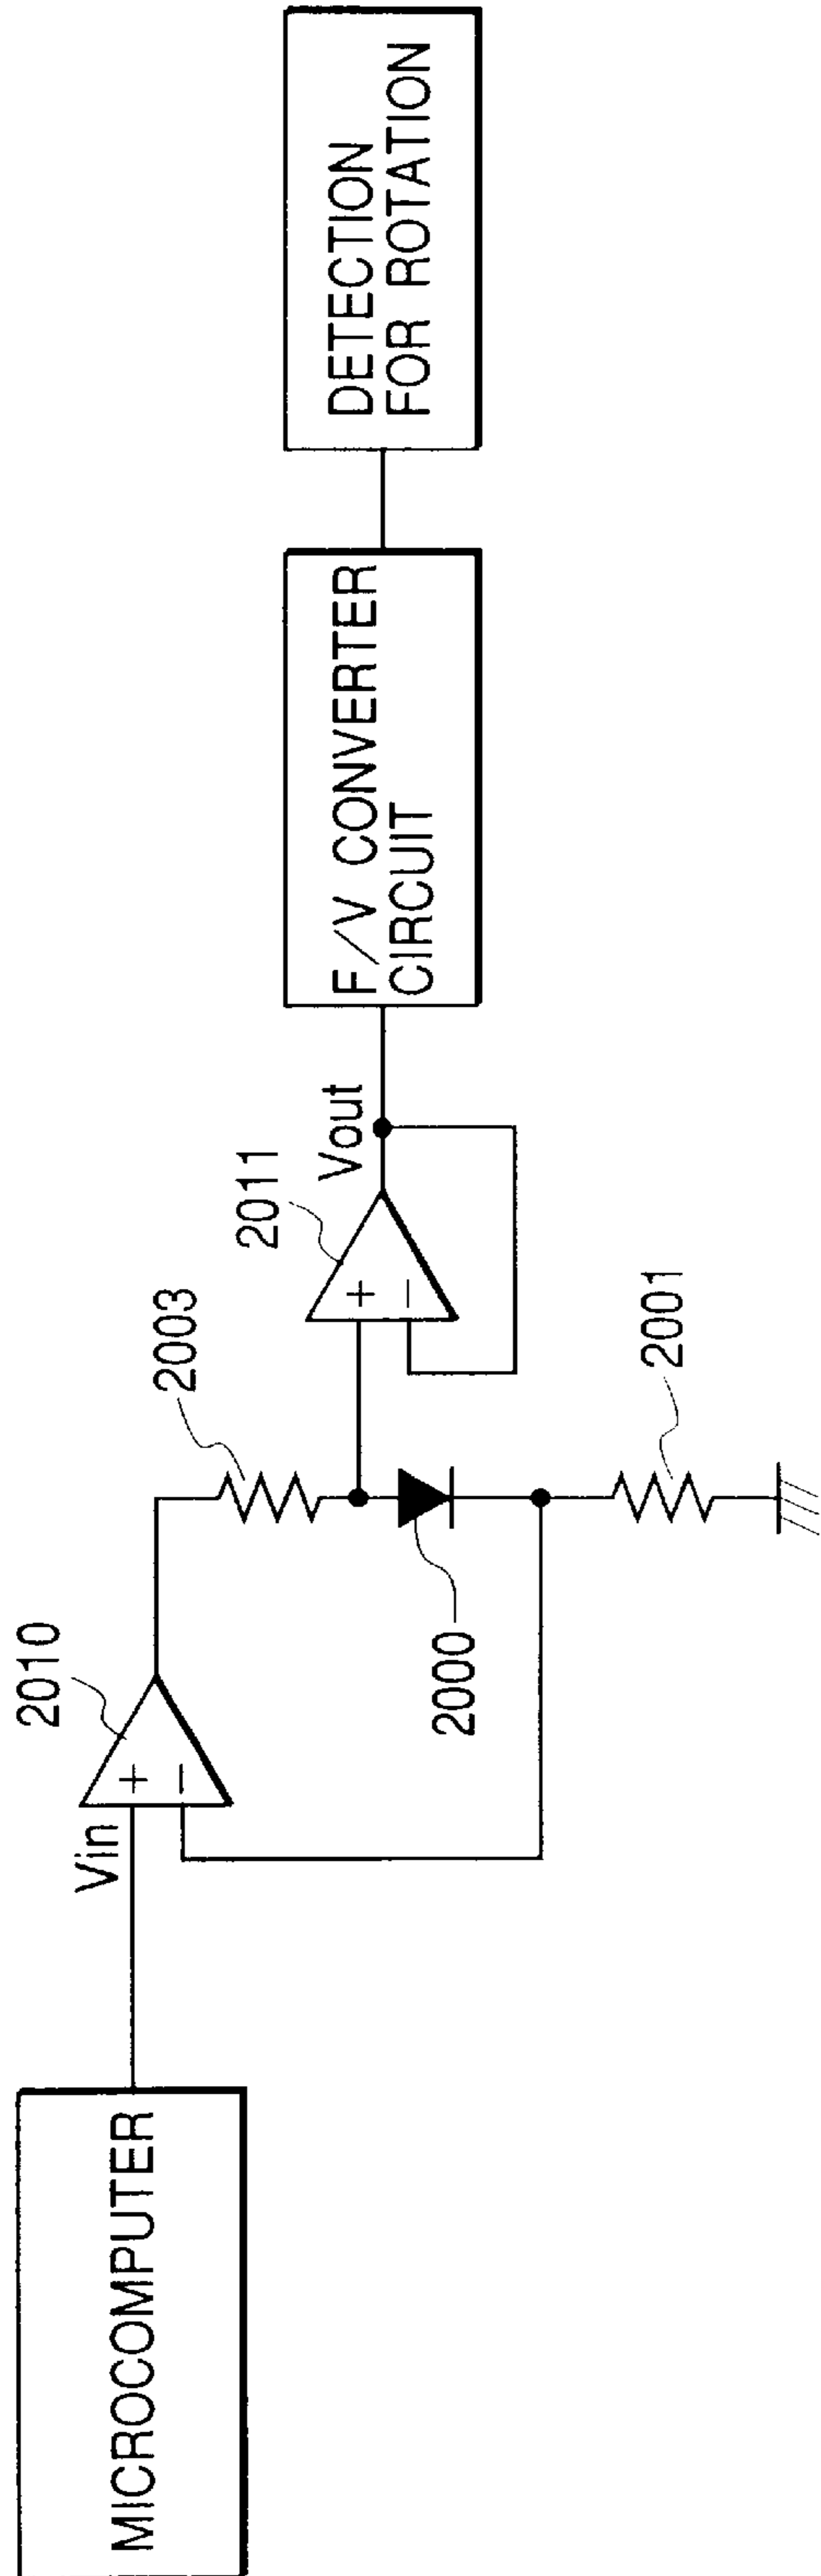 MICROCOMPUTER
Vin
+
−
2010
2003
2000
2001
2011
+
−
Vout
F/V CONVERTER
CIRCUIT
DETECTION
FOR ROTATION